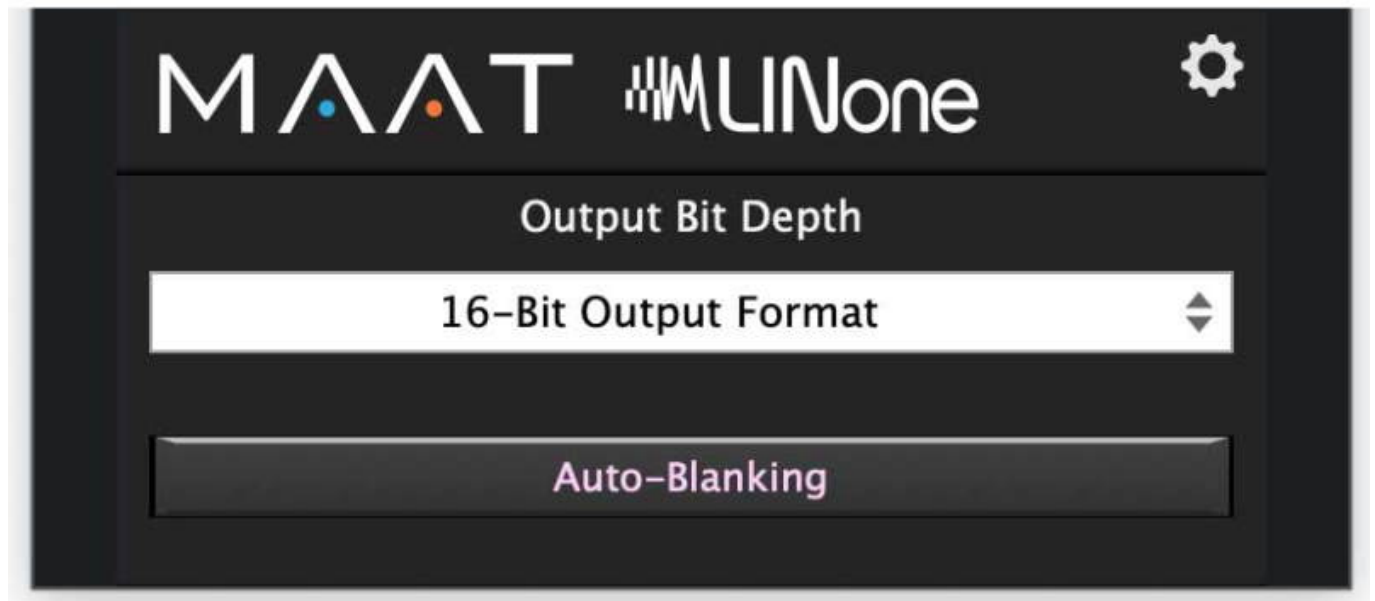 MAAT LINone
Output Bit Depth
16-Bit Output Format
Auto-Blanking